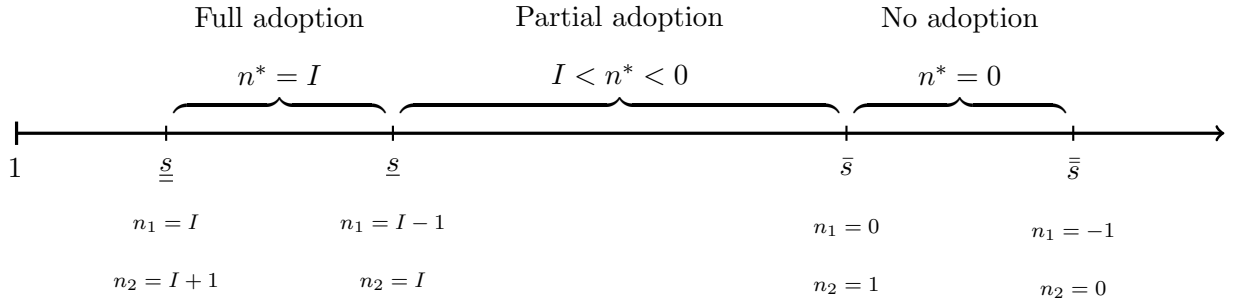 Full adoption Partial adoption No adoption
n* = I I < n* < 0 n* = 0
1 s̳ s̲ s̄ s̿
n₁ = I n₁ = I − 1 n₁ = 0 n₁ = −1
n₂ = I + 1 n₂ = I n₂ = 1 n₂ = 0